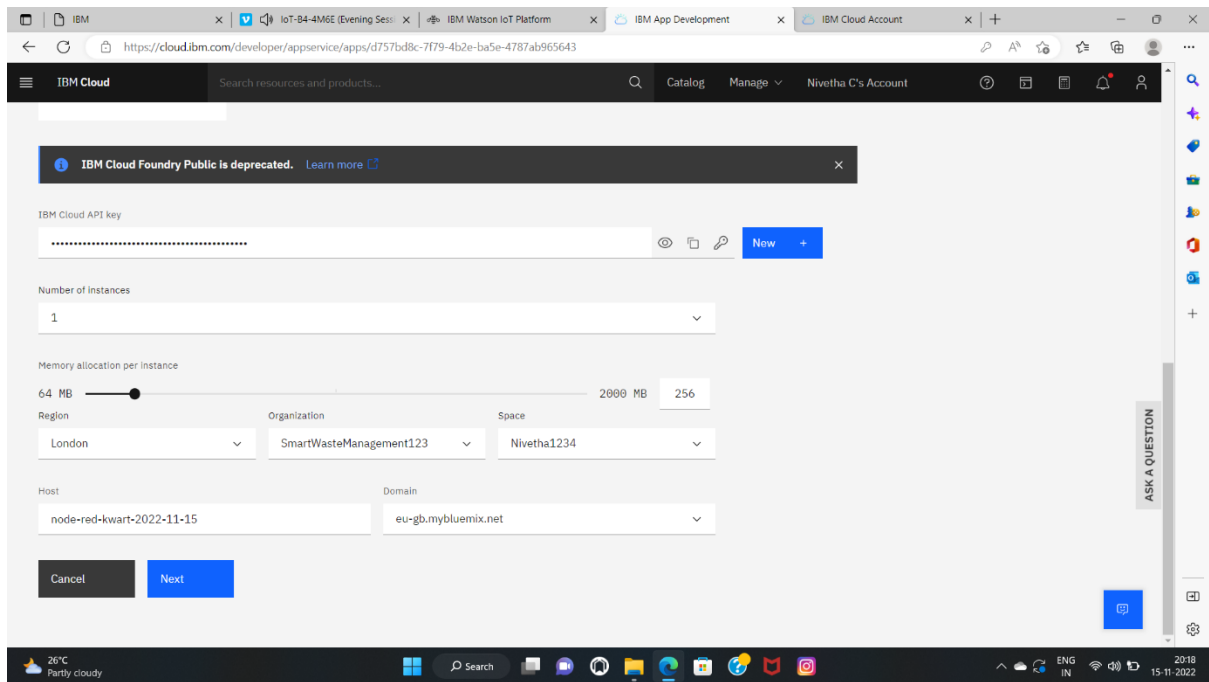 IBM
IoT-B4-4M6E (Evening Sessi
IBM Watson IoT Platform
IBM App Development
IBM Cloud Account
https://cloud.ibm.com/developer/appservice/apps/d757bd8c-7f79-4b2e-ba5e-4787ab965643
IBM Cloud
Search resources and products...
Catalog
Manage
Nivetha C's Account
IBM Cloud Foundry Public is deprecated. Learn more
IBM Cloud API key
New +
Number of instances
1
Memory allocation per instance
64 MB
2000 MB
256
Region
Organization
Space
London
SmartWasteManagement123
Nivetha1234
Host
Domain
node-red-kwart-2022-11-15
eu-gb.mybluemix.net
Cancel
Next
ASK A QUESTION
26°C
Partly cloudy
Search
ENG
IN
20:18
15-11-2022